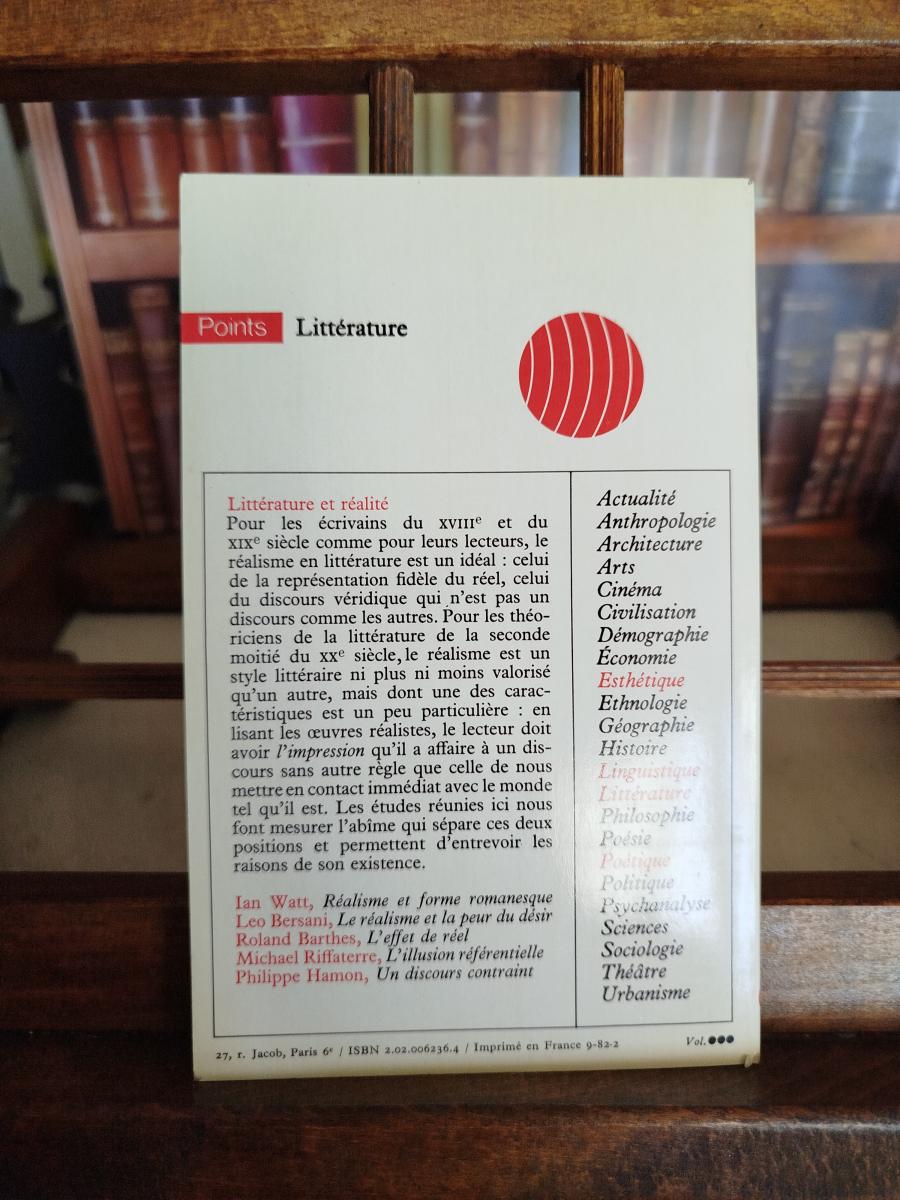 Points Littérature
Littérature et réalité
Pour les écrivains du XVIIIe et du
XIXe siècle comme pour leurs lecteurs, le
réalisme en littérature est un idéal : celui
de la représentation fidèle du réel, celui
du discours véridique qui n'est pas un
discours comme les autres. Pour les théo-
riciens de la littérature de la seconde
moitié du XXe siècle, le réalisme est un
style littéraire ni plus ni moins valorisé
qu'un autre, mais dont une des carac-
téristiques est un peu particulière : en
lisant les œuvres réalistes, le lecteur doit
avoir l'impression qu'il a affaire à un dis-
cours sans autre règle que celle de nous
mettre en contact immédiat avec le monde
tel qu'il est. Les études réunies ici nous
font mesurer l'abîme qui sépare ces deux
positions et permettent d'entrevoir les
raisons de son existence.
Ian Watt, Réalisme et forme romanesque
Leo Bersani, Le réalisme et la peur du désir
Roland Barthes, L'effet de réel
Michael Riffaterre, L'illusion référentielle
Philippe Hamon, Un discours contraint
Actualité
Anthropologie
Architecture
Arts
Cinéma
Civilisation
Démographie
Économie
Esthétique
Ethnologie
Géographie
Histoire
Linguistique
Littérature
Philosophie
Poésie
Poétique
Politique
Psychanalyse
Sciences
Sociologie
Théâtre
Urbanisme
27, r. Jacob, Paris 6e / ISBN 2.02.006236.4 / Imprimé en France 9-82-2
Vol.●●●